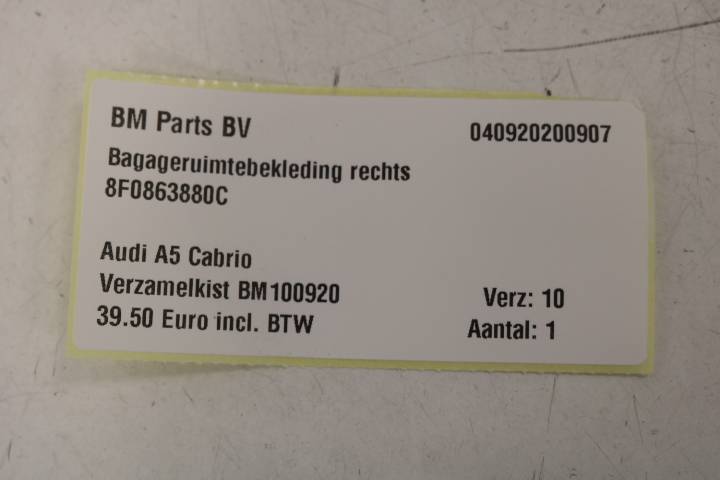 BM Parts BV 040920200907
Bagageruimtebekleding rechts
8F0863880C
Audi A5 Cabrio
Verzamelkist BM100920 Verz: 10
39.50 Euro incl. BTW Aantal: 1